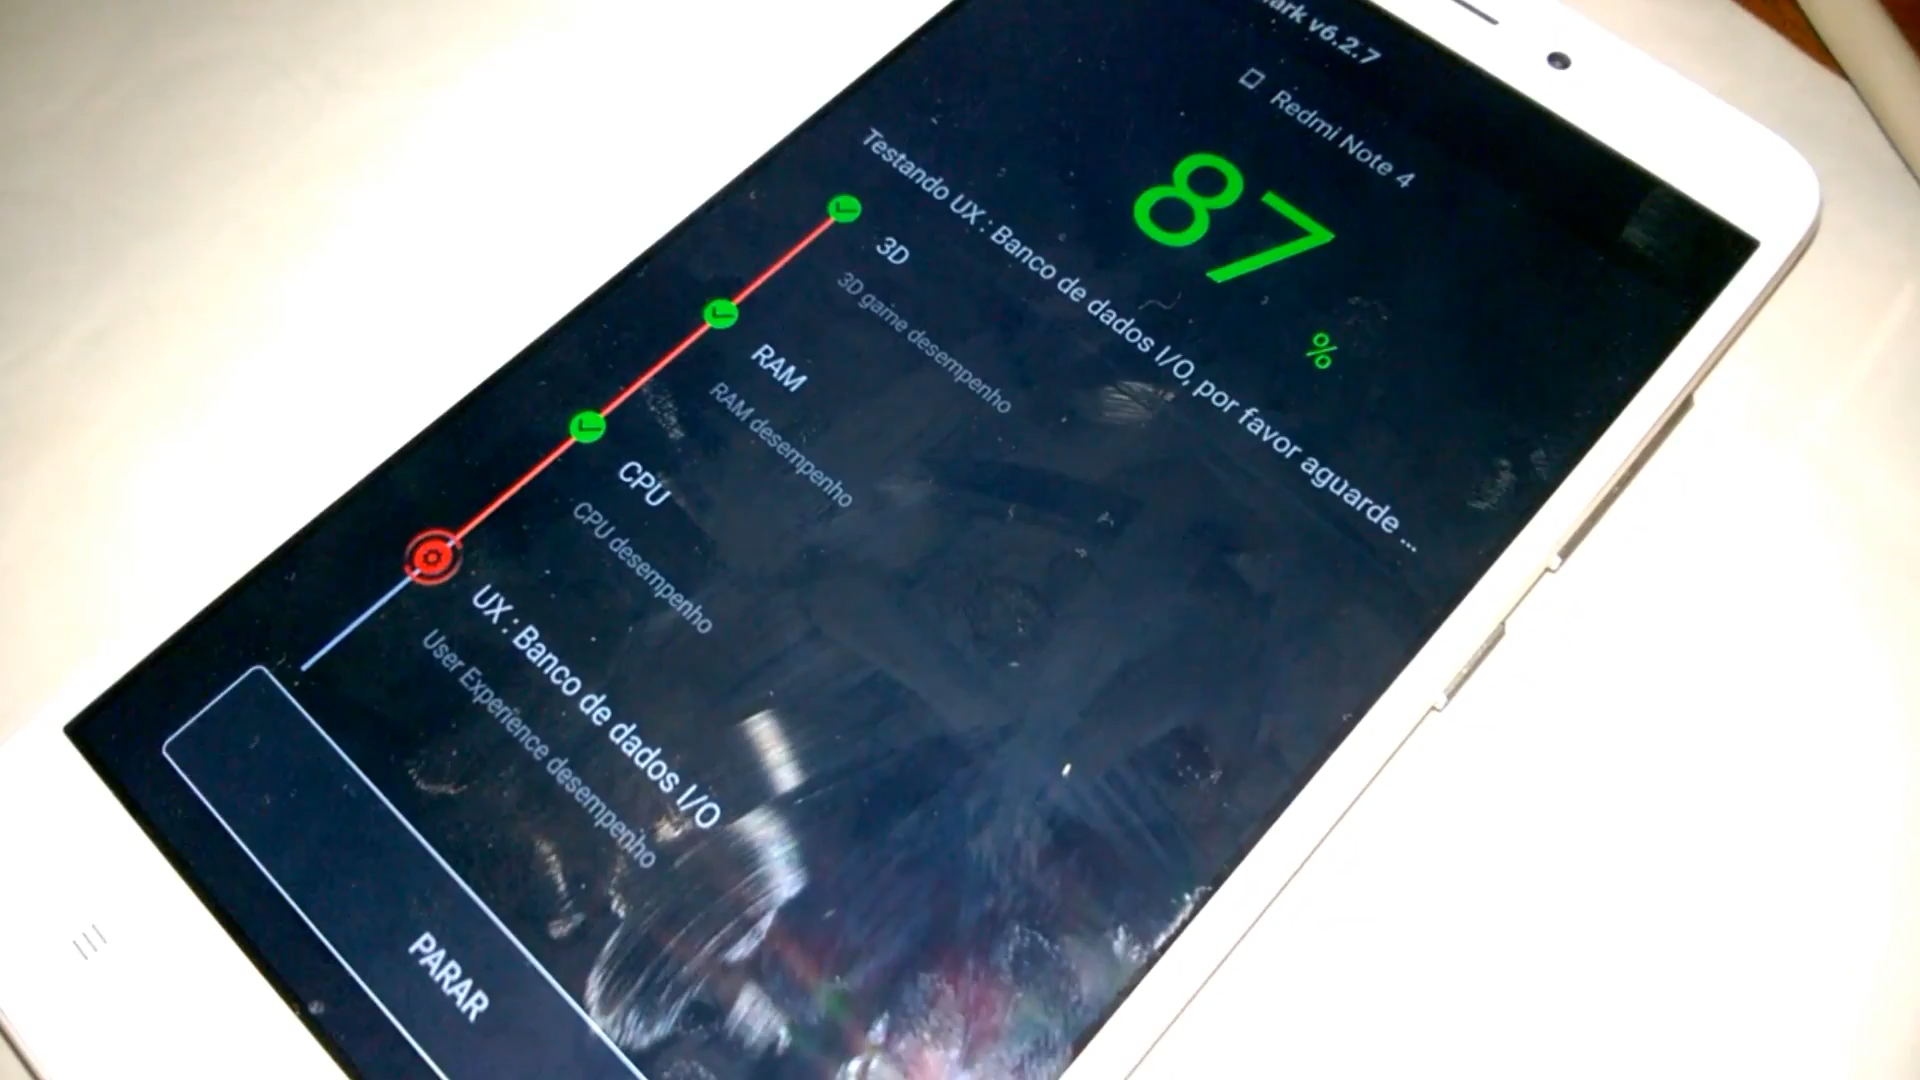 v6.2.7
Redmi Note 4
87
%
Testando UX : Banco de dados I/O, por favor aguarde ...
3D
3D game desempenho
RAM
RAM desempenho
CPU
CPU desempenho
UX : Banco de dados I/O
User Experience desempenho
PARAR